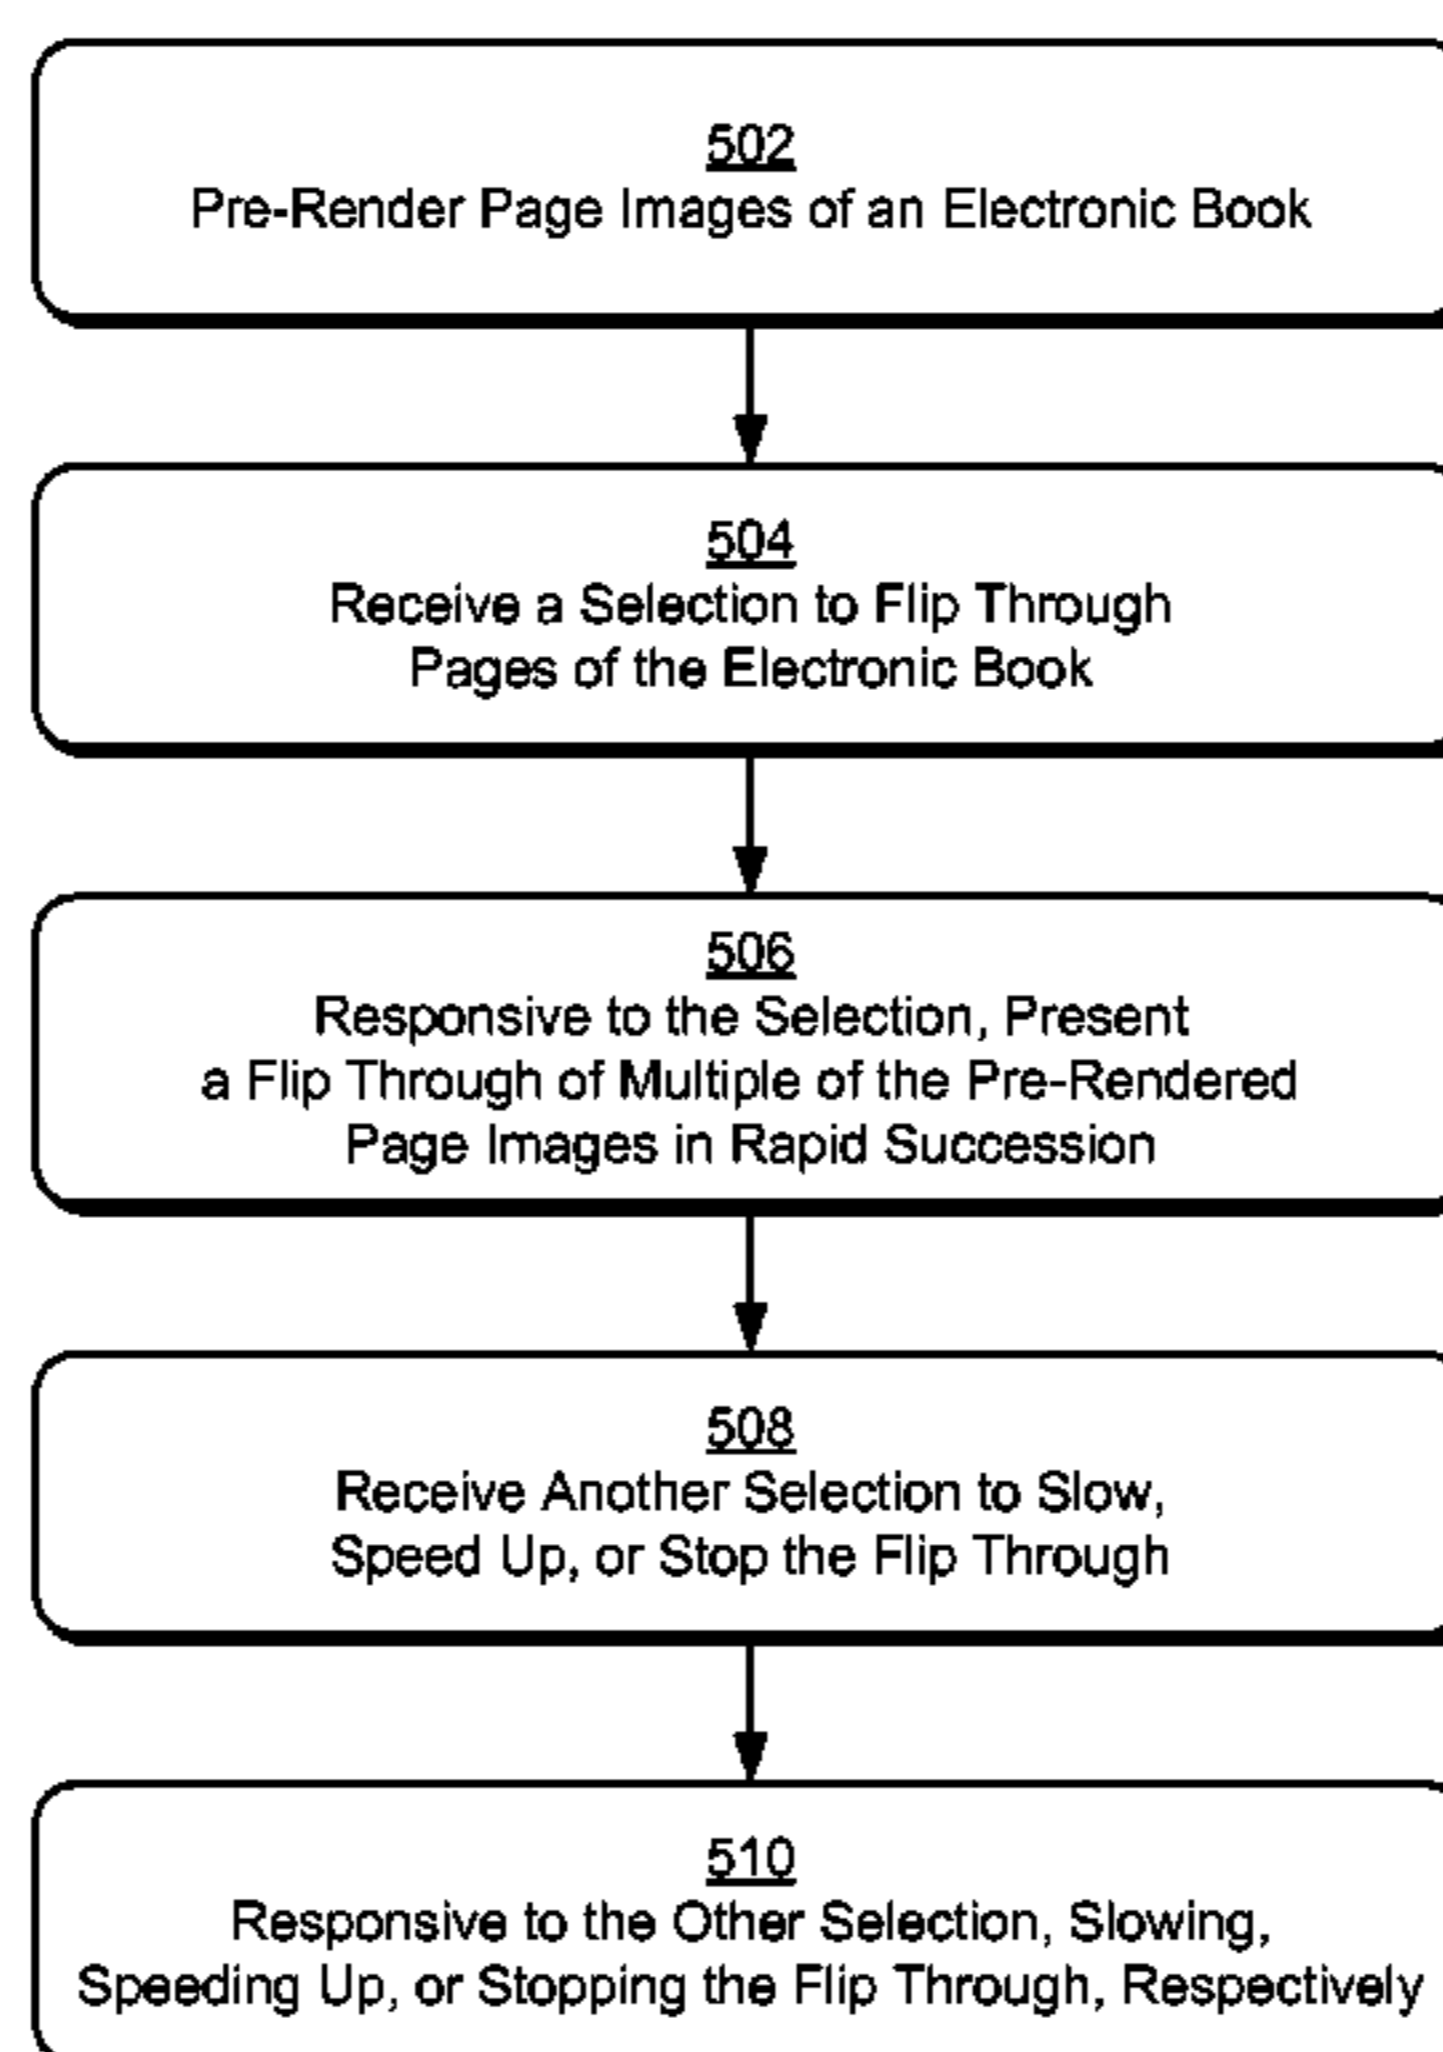 502
Pre-Render Page Images of an Electronic Book
504
Receive a Selection to Flip Through
Pages of the Electronic Book
506
Responsive to the Selection, Present
a Flip Through of Multiple of the Pre-Rendered
Page Images in Rapid Succession
508
Receive Another Selection to Slow,
Speed Up, or Stop the Flip Through
510
Responsive to the Other Selection, Slowing,
Speeding Up, or Stopping the Flip Through, Respectively